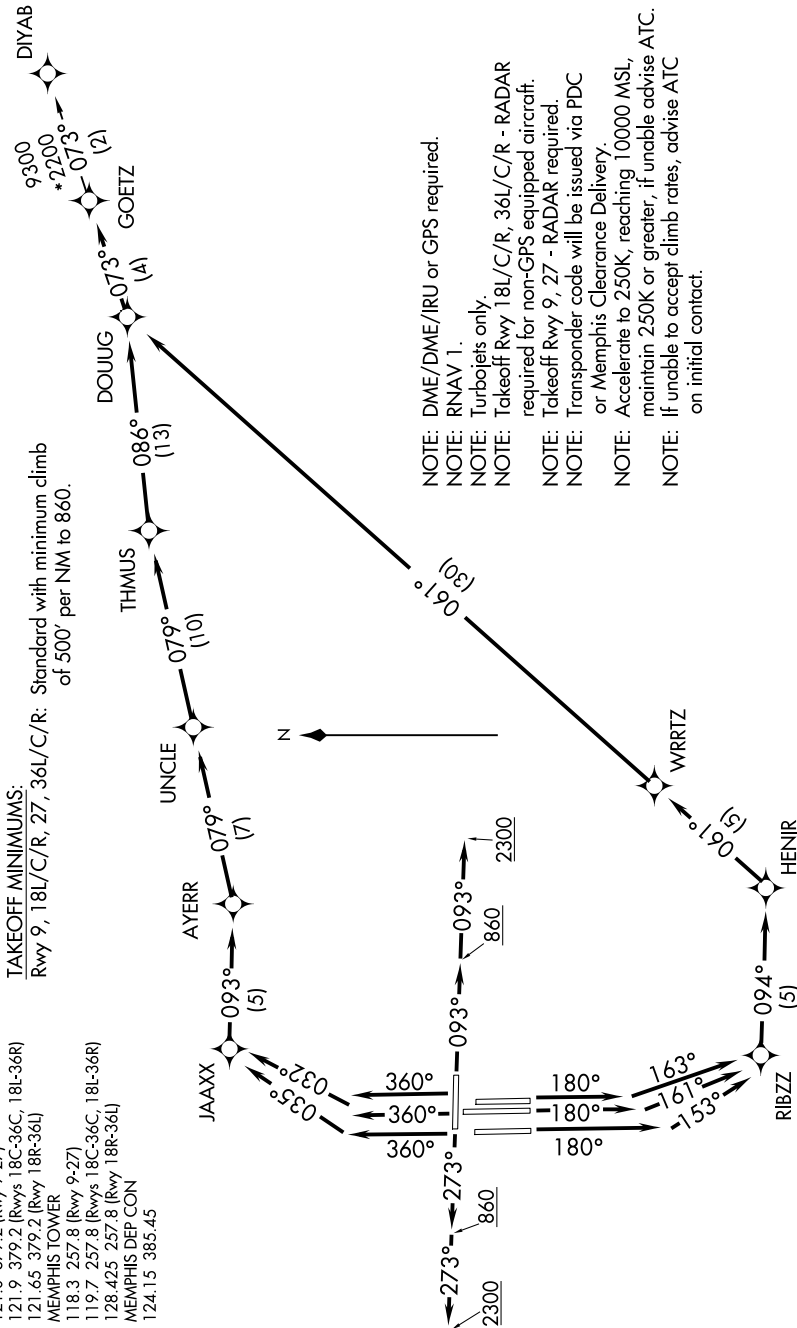 121.9 379.2 (Rwys 18C-36C, 18L-36R)
121.65 379.2 (Rwy 18R-36L)
MEMPHIS TOWER
118.3 257.8 (Rwy 9-27)
119.7 257.8 (Rwys 18C-36C, 18L-36R)
128.425 257.8 (Rwy 18R-36L)
MEMPHIS DEP CON
124.15 385.45
TAKEOFF MINIMUMS:
Rwy 9, 18L/C/R, 27, 36L/C/R: Standard with minimum climb
of 500' per NM to 860.
DIYAB
9300
*2200
073°
(2)
GOETZ
073°
(4)
DOUUG
086°
(13)
THMUS
079°
(10)
UNCLE
079°
(7)
AYERR
093°
(5)
JAAXX
032°
035°
360°
360°
360°
N
061°
(30)
WRRTZ
061°
(5)
HENIR
094°
(5)
RIBZZ
163°
161°
153°
180°
180°
180°
093°
860
093°
2300
273°
860
273°
2300
NOTE: DME/DME/IRU or GPS required.
NOTE: RNAV 1.
NOTE: Turbojets only.
NOTE: Takeoff Rwy 18L/C/R, 36L/C/R - RADAR
required for non-GPS equipped aircraft.
NOTE: Takeoff Rwy 9, 27 - RADAR required.
NOTE: Transponder code will be issued via PDC
or Memphis Clearance Delivery.
NOTE: Accelerate to 250K, reaching 10000 MSL,
maintain 250K or greater, if unable advise ATC.
NOTE: If unable to accept climb rates, advise ATC
on initial contact.